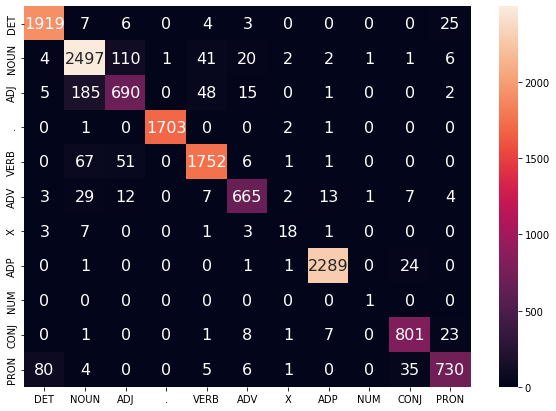 DET 1919 7 6 0 4 3 0 0 0 0 25
NOUN 4 2497 110 1 41 20 2 2 1 1 6
ADJ 5 185 690 0 48 15 0 1 0 0 2
. 0 1 0 1703 0 0 2 1 0 0 0
VERB 0 67 51 0 1752 6 1 1 0 0 0
ADV 3 29 12 0 7 665 2 13 1 7 4
X 3 7 0 0 1 3 18 1 0 0 0
ADP 0 1 0 0 0 1 1 2289 0 24 0
NUM 0 0 0 0 0 0 0 0 1 0 0
CONJ 0 1 0 0 1 8 1 7 0 801 23
PRON 80 4 0 0 5 6 1 0 0 35 730
DET NOUN ADJ . VERB ADV X ADP NUM CONJ PRON
2000
1500
1000
500
0